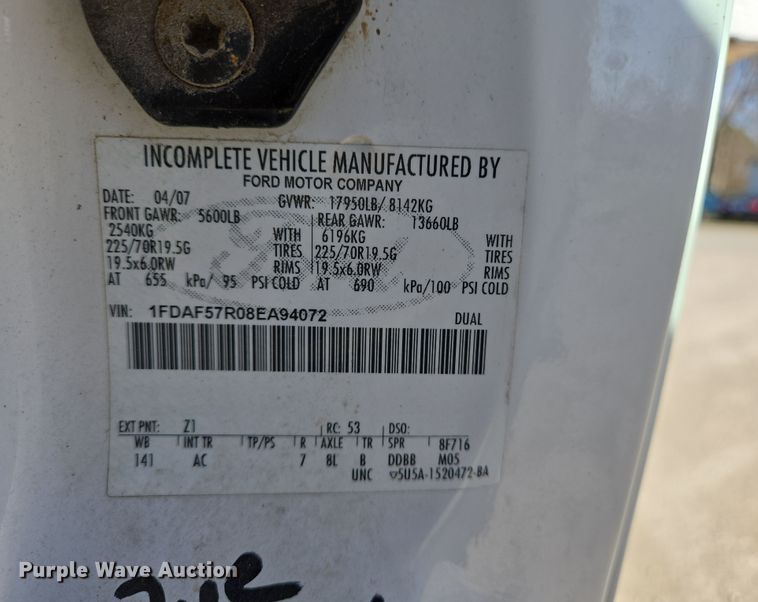 INCOMPLETE VEHICLE MANUFACTURED BY
FORD MOTOR COMPANY
DATE: 04/07 GVWR: 17950LB/ 8142KG
FRONT GAWR: 5600LB REAR GAWR: 13660LB
2540KG WITH 6196KG WITH
225/70R19.5G TIRES 225/70R19.5G TIRES
19.5x6.0RW RIMS 19.5x6.0RW RIMS
AT 655 kPa/ 95 PSI COLD AT 690 kPa/100 PSI COLD
VIN: 1FDAF57R08EA94072 DUAL
EXT PNT: Z1 RC: 53 DSO:
WB INT TR TP/PS R AXLE TR SPR 8F716
141 AC 7 8L B DDBB M05
UNC 5U5A-1520472-BA
Purple Wave Auction